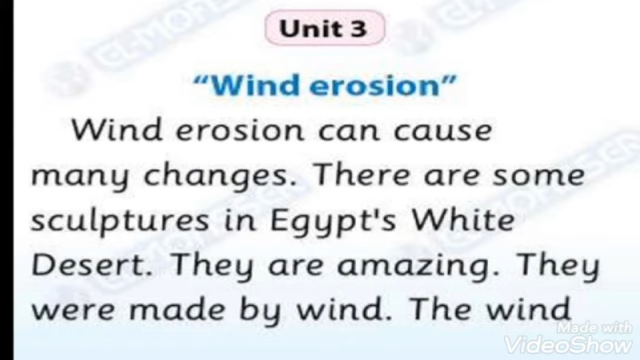 Unit 3
“Wind erosion”
Wind erosion can cause
many changes. There are some
sculptures in Egypt's White
Desert. They are amazing. They
were made by wind. The wind
Made with
VideoShow